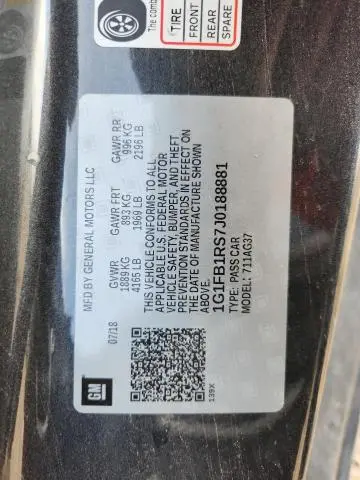 The comb
TIRE
FRONT
REAR
SPARE
MFD BY GENERAL MOTORS LLC
07/18
GVWR
1889 KG
4165 LB
GAWR FRT
893 KG
1969 LB
GAWR RR
996 KG
2196 LB
THIS VEHICLE CONFORMS TO ALL
APPLICABLE U.S. FEDERAL MOTOR
VEHICLE SAFETY, BUMPER, AND THEFT
PREVENTION STANDARDS IN EFFECT ON
THE DATE OF MANUFACTURE SHOWN
ABOVE.
1G1FB1RS7J0188881
TYPE: PASS CAR
MODEL: 711AG37
GM
139X